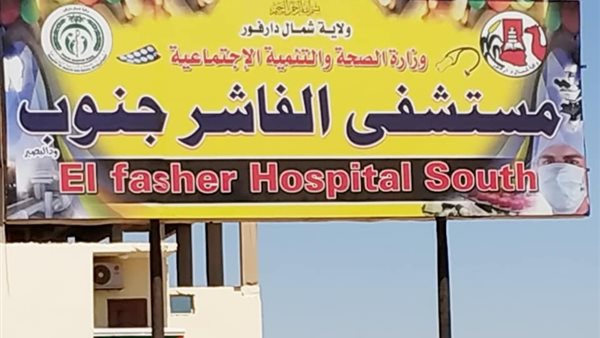 ولاية شمال دارفور
وزارة الصحة والتنمية الإجتماعية
مستشفى الفاشر جنوب
El fasher Hospital South